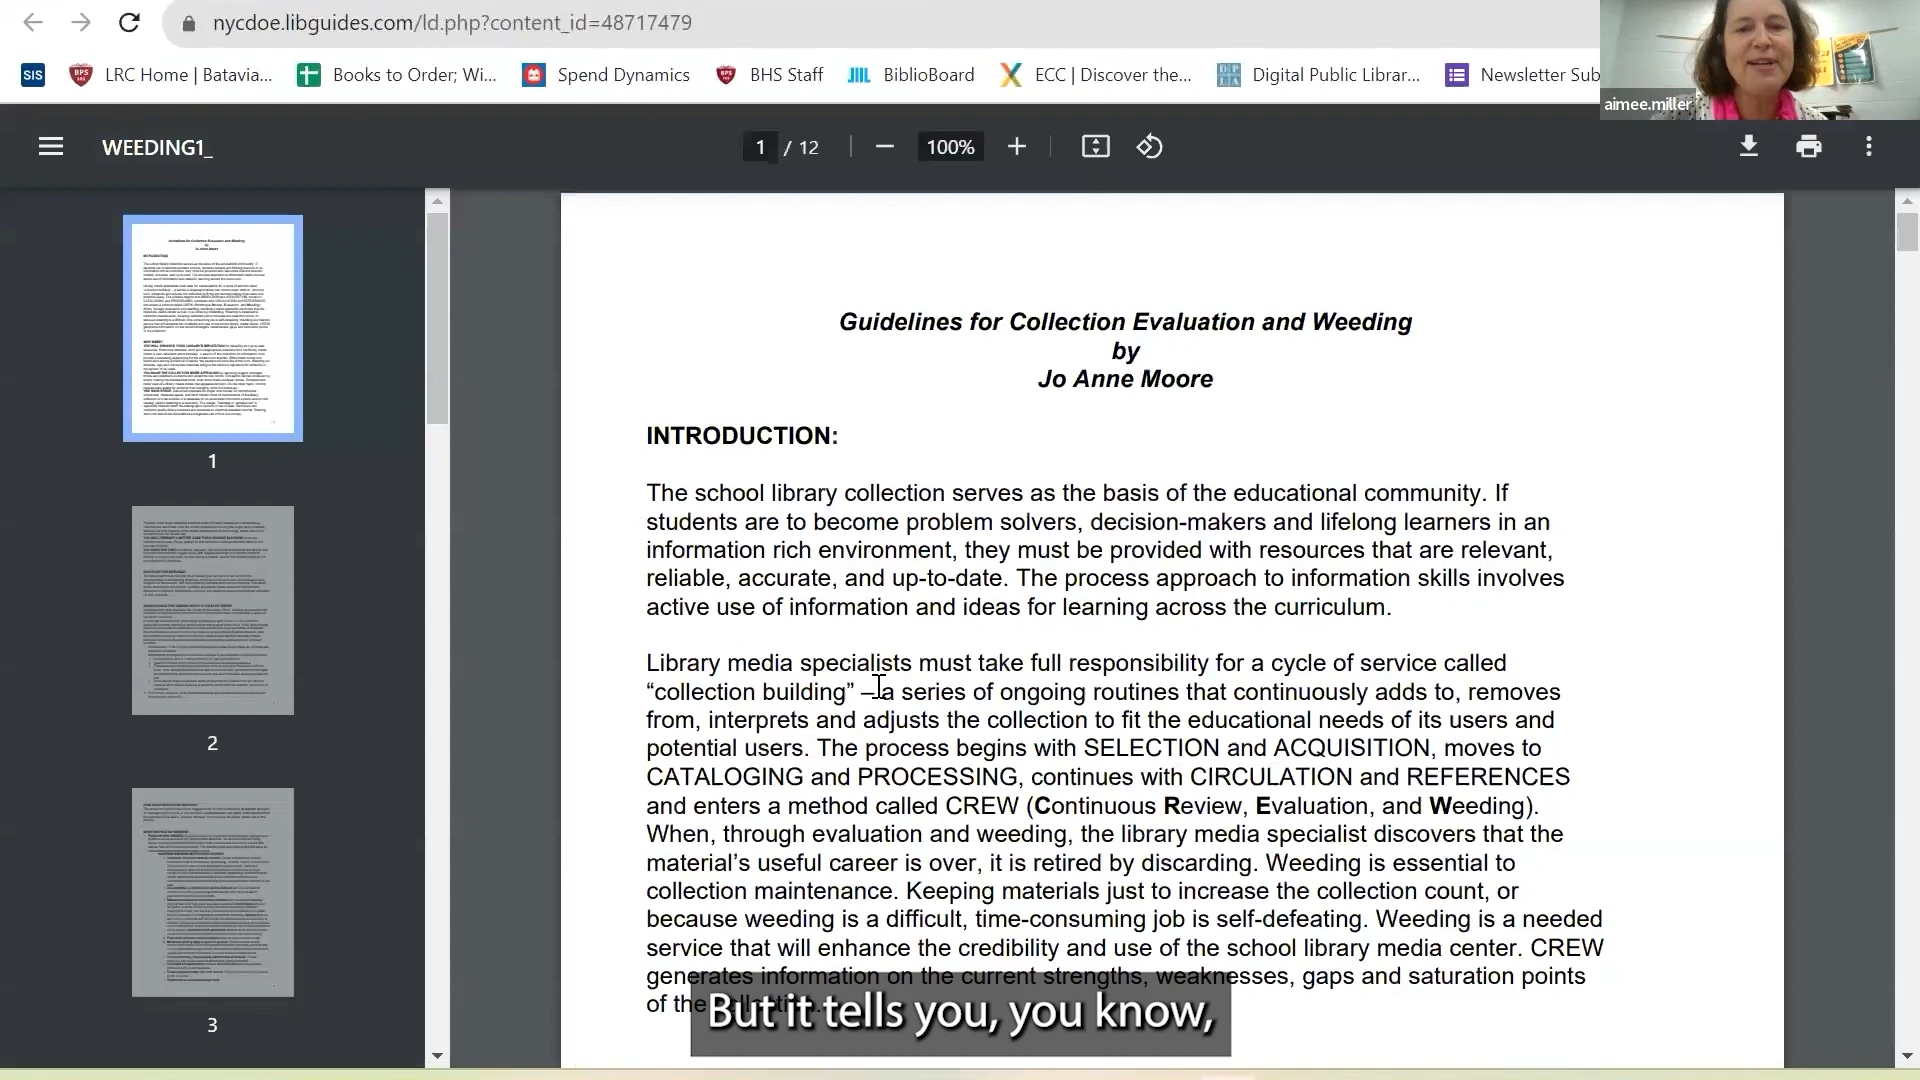 nycdoe.libguides.com/ld.php?content_id=48717479
SIS
LRC Home | Batavia...
Books to Order; Wi...
Spend Dynamics
BHS Staff
BiblioBoard
ECC | Discover the...
Digital Public Librar...
Newsletter Sub
aimee.miller
WEEDING1_
1 / 12
100%
1
2
3
Guidelines for Collection Evaluation and Weeding
by
Jo Anne Moore
INTRODUCTION:
The school library collection serves as the basis of the educational community. If
students are to become problem solvers, decision-makers and lifelong learners in an
information rich environment, they must be provided with resources that are relevant,
reliable, accurate, and up-to-date. The process approach to information skills involves
active use of information and ideas for learning across the curriculum.
Library media specialists must take full responsibility for a cycle of service called
“collection building” – a series of ongoing routines that continuously adds to, removes
from, interprets and adjusts the collection to fit the educational needs of its users and
potential users. The process begins with SELECTION and ACQUISITION, moves to
CATALOGING and PROCESSING, continues with CIRCULATION and REFERENCES
and enters a method called CREW (Continuous Review, Evaluation, and Weeding).
When, through evaluation and weeding, the library media specialist discovers that the
material’s useful career is over, it is retired by discarding. Weeding is essential to
collection maintenance. Keeping materials just to increase the collection count, or
because weeding is a difficult, time-consuming job is self-defeating. Weeding is a needed
service that will enhance the credibility and use of the school library media center. CREW
generates information on the current strengths, weaknesses, gaps and saturation points
of the
But it tells you, you know,